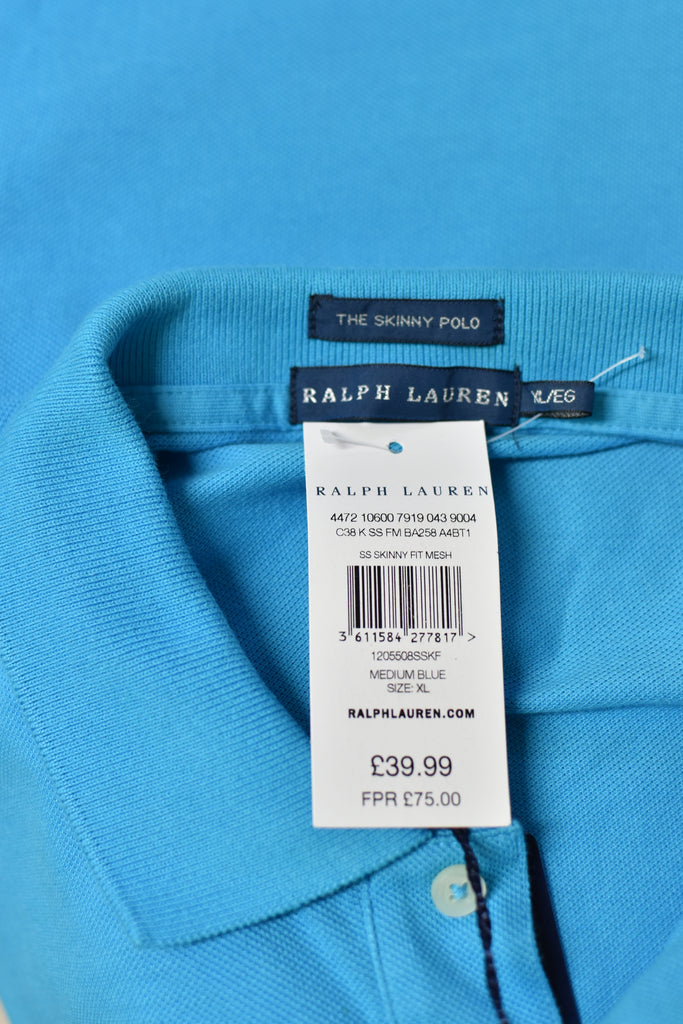 THE SKINNY POLO
RALPH LAUREN
XL/EG
RALPH LAUREN
4472 10600 7919 043 9004
C38 K SS FM BA258 A4BT1
SS SKINNY FIT MESH
3 611584 277817 >
1205508SSKF
MEDIUM BLUE
SIZE: XL
RALPHLAUREN.COM
£39.99
FPR £75.00